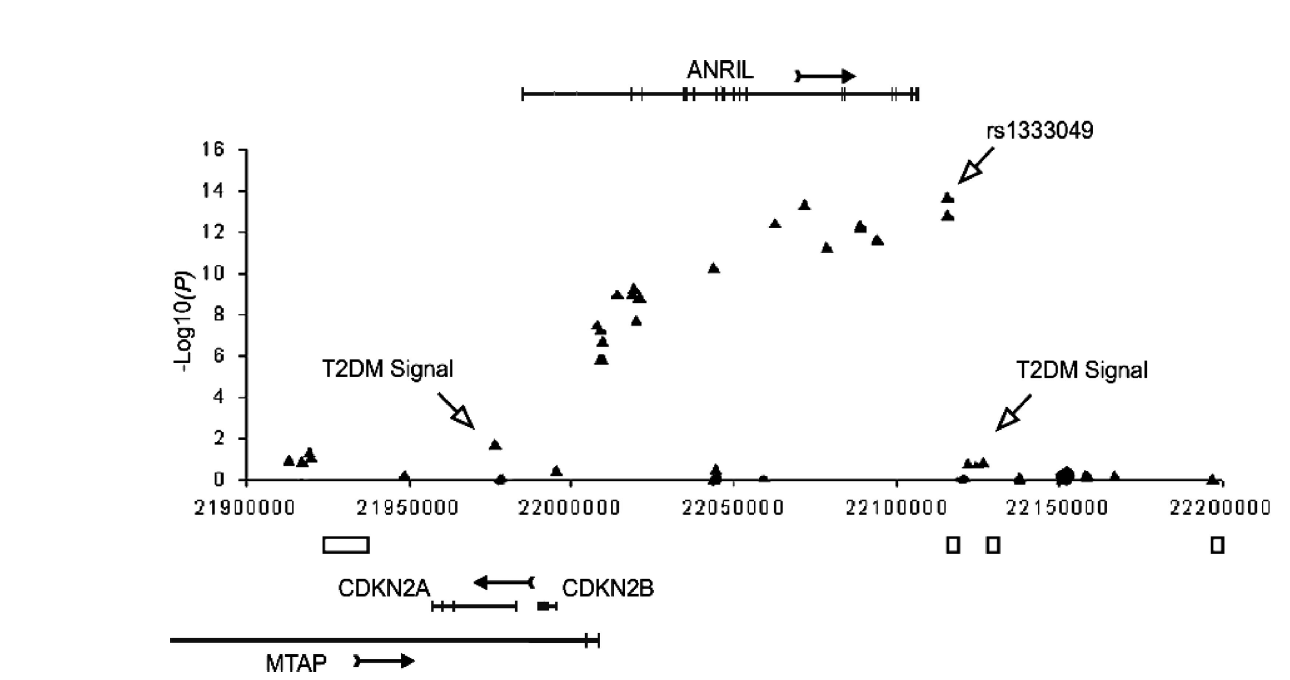 ANRIL
rs1333049
16
14
12
10
8
6
4
2
0
-Log10(P)
T2DM Signal
T2DM Signal
21900000 21950000 22000000 22050000 22100000 22150000 22200000
CDKN2A
CDKN2B
MTAP